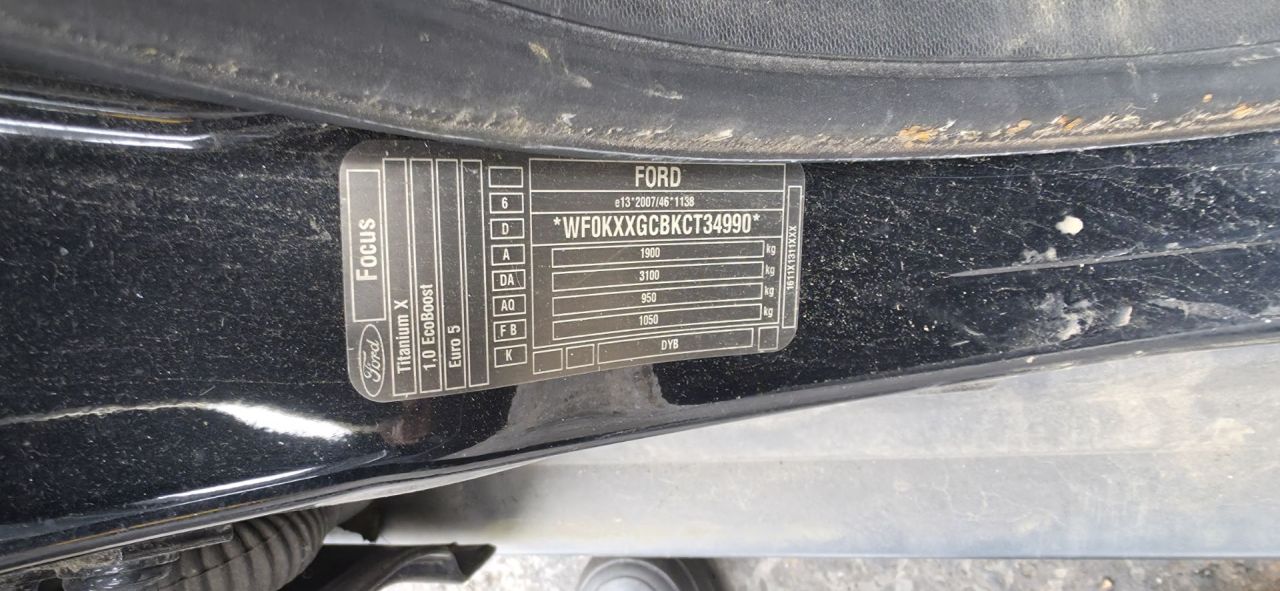 FORD
e13*2007/46*1138
*WF0KXXGCBKCT34990*
1900 kg
3100 kg
950 kg
1050 kg
DYB
6
D
A
DA
AQ
F B
K
Focus
Ford
Titanium X
1,0 EcoBoost
Euro 5
1611X1311XXX